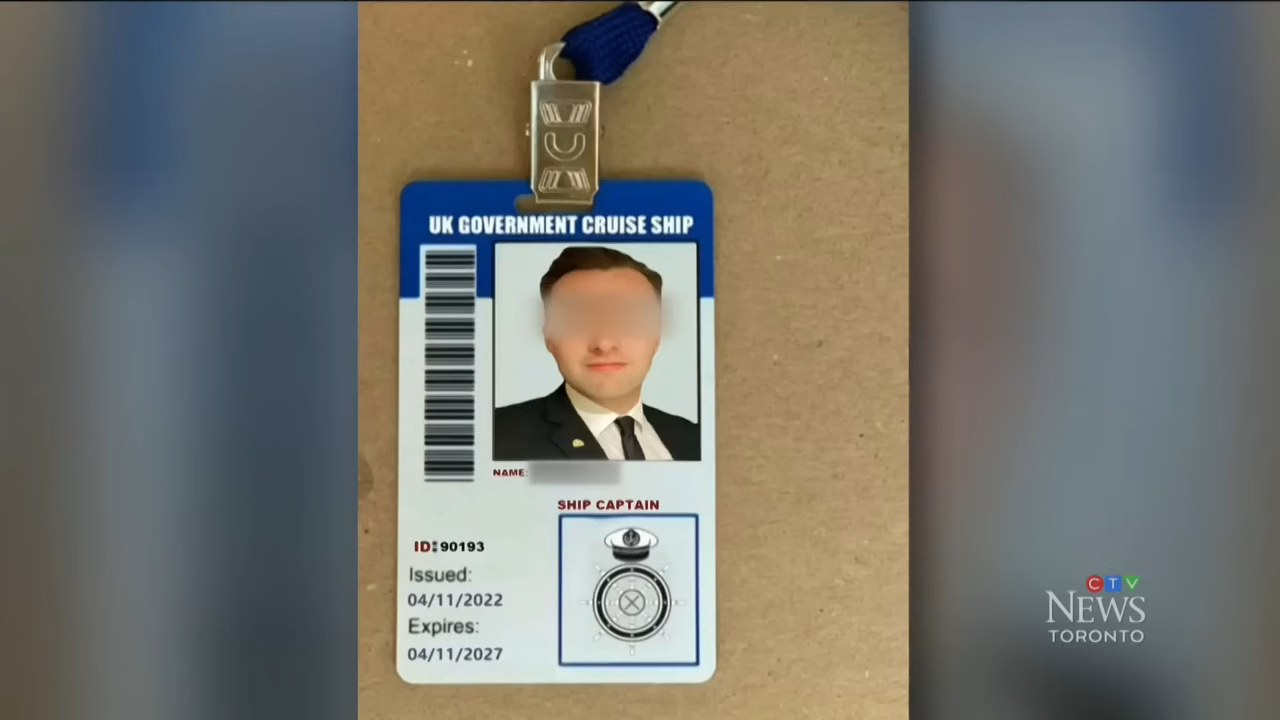 UK GOVERNMENT CRUISE SHIP
NAME:
SHIP CAPTAIN
ID:90193
Issued:
04/11/2022
Expires:
04/11/2027
CTV
NEWS
TORONTO